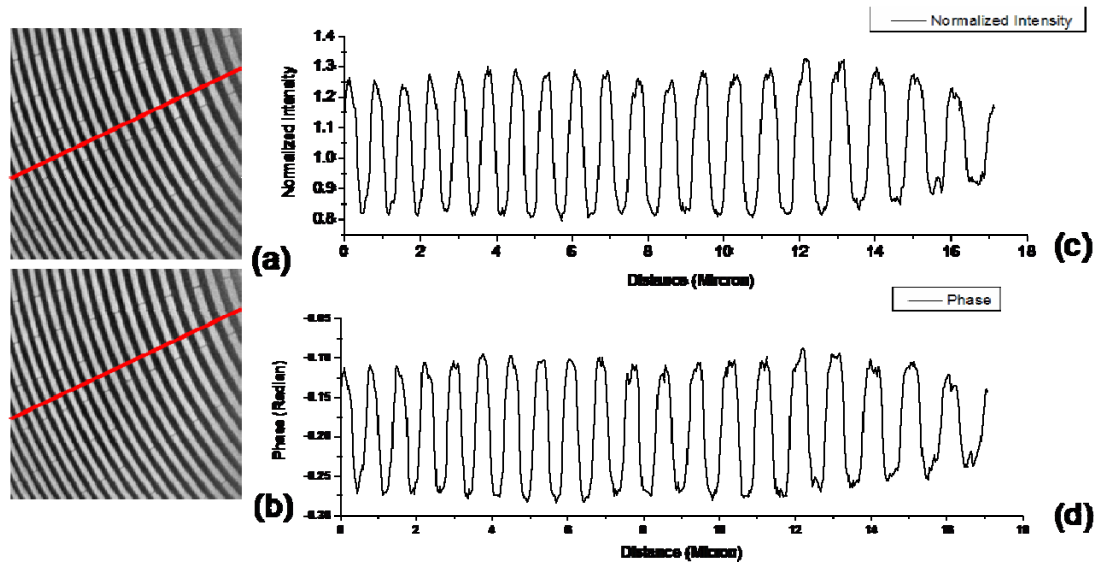 Normalized Intensity
1.4
1.3
1.2
1.1
1.0
0.9
0.8
Normalized Intensity
0 2 4 6 8 10 12 14 16 18
Distance (Mircron)
(a)
(c)
Phase
-0.05
-0.10
-0.15
-0.20
-0.25
-0.30
Phase (Radian)
0 2 4 6 8 10 12 14 16 18
Distance (Micron)
(b)
(d)